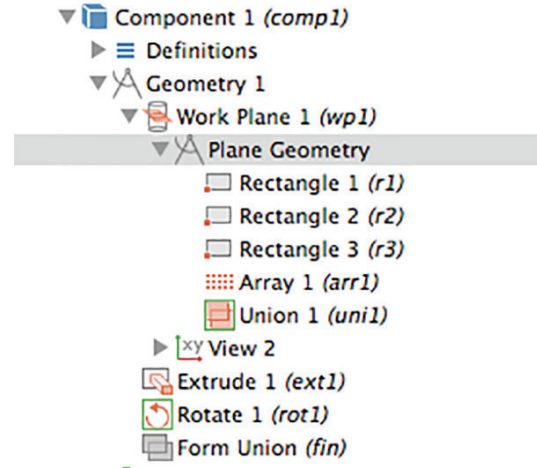 Component 1 (comp1)
Definitions
Geometry 1
Work Plane 1 (wp1)
Plane Geometry
Rectangle 1 (r1)
Rectangle 2 (r2)
Rectangle 3 (r3)
Array 1 (arr1)
Union 1 (uni1)
xy View 2
Extrude 1 (ext1)
Rotate 1 (rot1)
Form Union (fin)